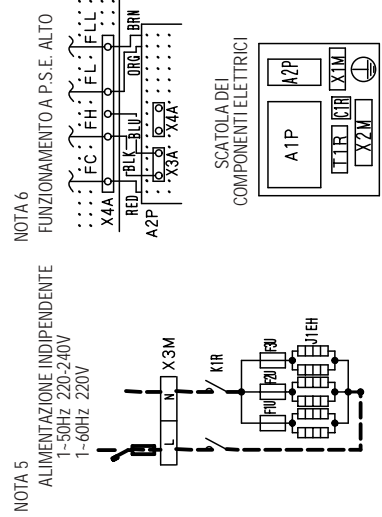 NOTA 6
FUNZIONAMENTO A P.S.E. ALTO
FC FH FL FLL
X4A
RED BLK BLU ORG BRN
A2P
X3A X4A
SCATOLA DEI
COMPONENTI ELETTRICI
A1P
A2P
T1R
C1R
X1M
X2M
NOTA 5
ALIMENTAZIONE INDIPENDENTE
1~50Hz 220-240V
1~60Hz 220V
L N X3M
K1R
F1U F2U F3U
J1EH